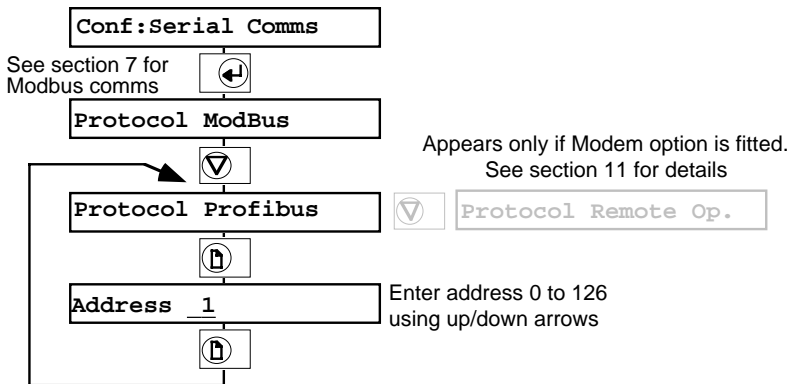 Conf:Serial Comms
See section 7 for
Modbus comms
Protocol ModBus
Appears only if Modem option is fitted.
See section 11 for details
Protocol Profibus
Protocol Remote Op.
Address _1
Enter address 0 to 126
using up/down arrows